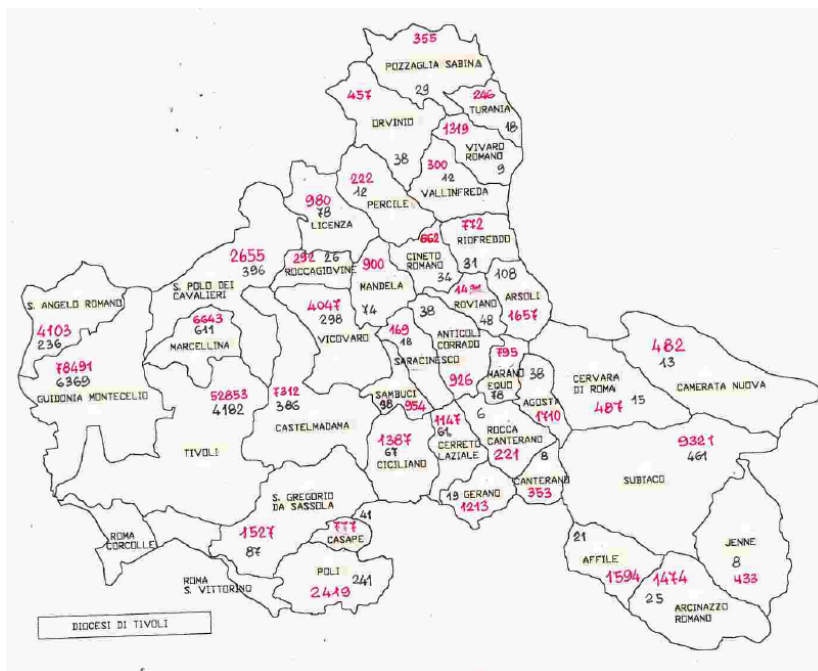 355
POZZAGLIA SABINA
29
457
ORVINIO
38
246
TURANIA
18
1319
VIVARO
ROMANO
9
300
12
VALLINFREDA
222
12
PERCILE
980
78
LICENZA
772
RIOFREDDO
31
662
CINETO
ROMANO
34
2655
396
S. POLO DEI
CAVALIERI
292
26
ROCCAGIOVINE
900
MANDELA
74
ROVIANO
48
108
ARSOLI
1657
S. ANGELO ROMANO
4103
236
6643
611
MARCELLINA
4047
298
VICOVARO
169
18
SARACINESCO
38
ANTICOLI
CORRADO
926
795
MARANO
EQUO
78
38
AGOSTA
1710
CERVARA
DI ROMA
487
15
482
13
CAMERATA NUOVA
78491
6369
GUIDONIA MONTECELIO
52853
4182
TIVOLI
7312
386
CASTELMADAMA
SAMBUCI
98
954
1387
67
CICILIANO
1147
61
CERRETO
LAZIALE
6
ROCCA
CANTERANO
221
8
CANTERANO
353
9321
461
SUBIACO
19
GERANO
1213
S. GREGORIO
DA SASSOLA
1527
87
41
777
CASAPE
POLI
241
2419
ROMA
CORCOLLE
ROMA
S. VITTORINO
21
AFFILE
1594
1474
25
ARCINAZZO
ROMANO
JENNE
8
433
DIOCESI DI TIVOLI